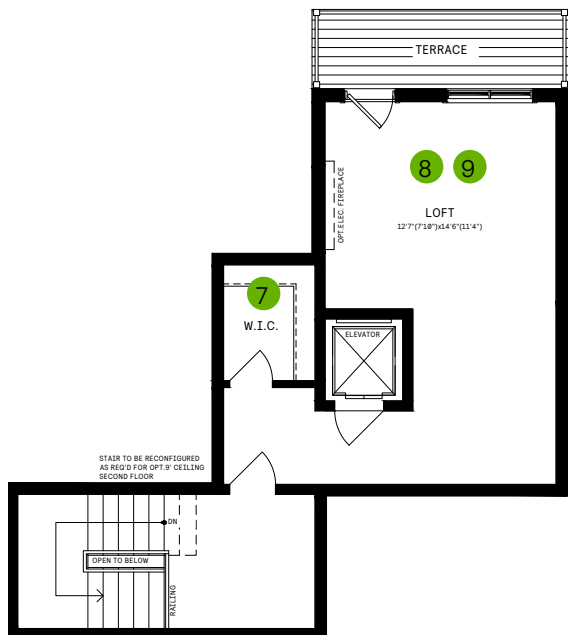 TERRACE
8 9
OPT.ELEC. FIREPLACE
LOFT
12'7"(7'10")x14'6"(11'4")
7
W.I.C.
ELEVATOR
STAIR TO BE RECONFIGURED
AS REQ'D FOR OPT.9' CEILING
SECOND FLOOR
DN
OPEN TO BELOW
RAILING